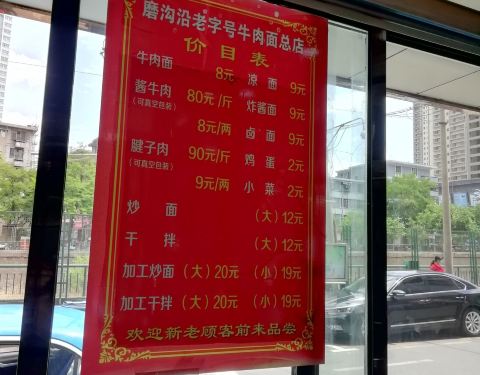 磨沟沿老字号牛肉面总店
价目表
牛肉面 8元 凉面 9元
酱牛肉 80元/斤 炸酱面 9元
(可真空包装)
8元/两 卤面 9元
腱子肉 90元/斤 鸡蛋 2元
(可真空包装)
9元/两 小菜 2元
炒面 (大)12元
干拌 (大)12元
加工炒面 (大)20元 (小)19元
加工干拌 (大)20元 (小)19元
欢迎新老顾客前来品尝